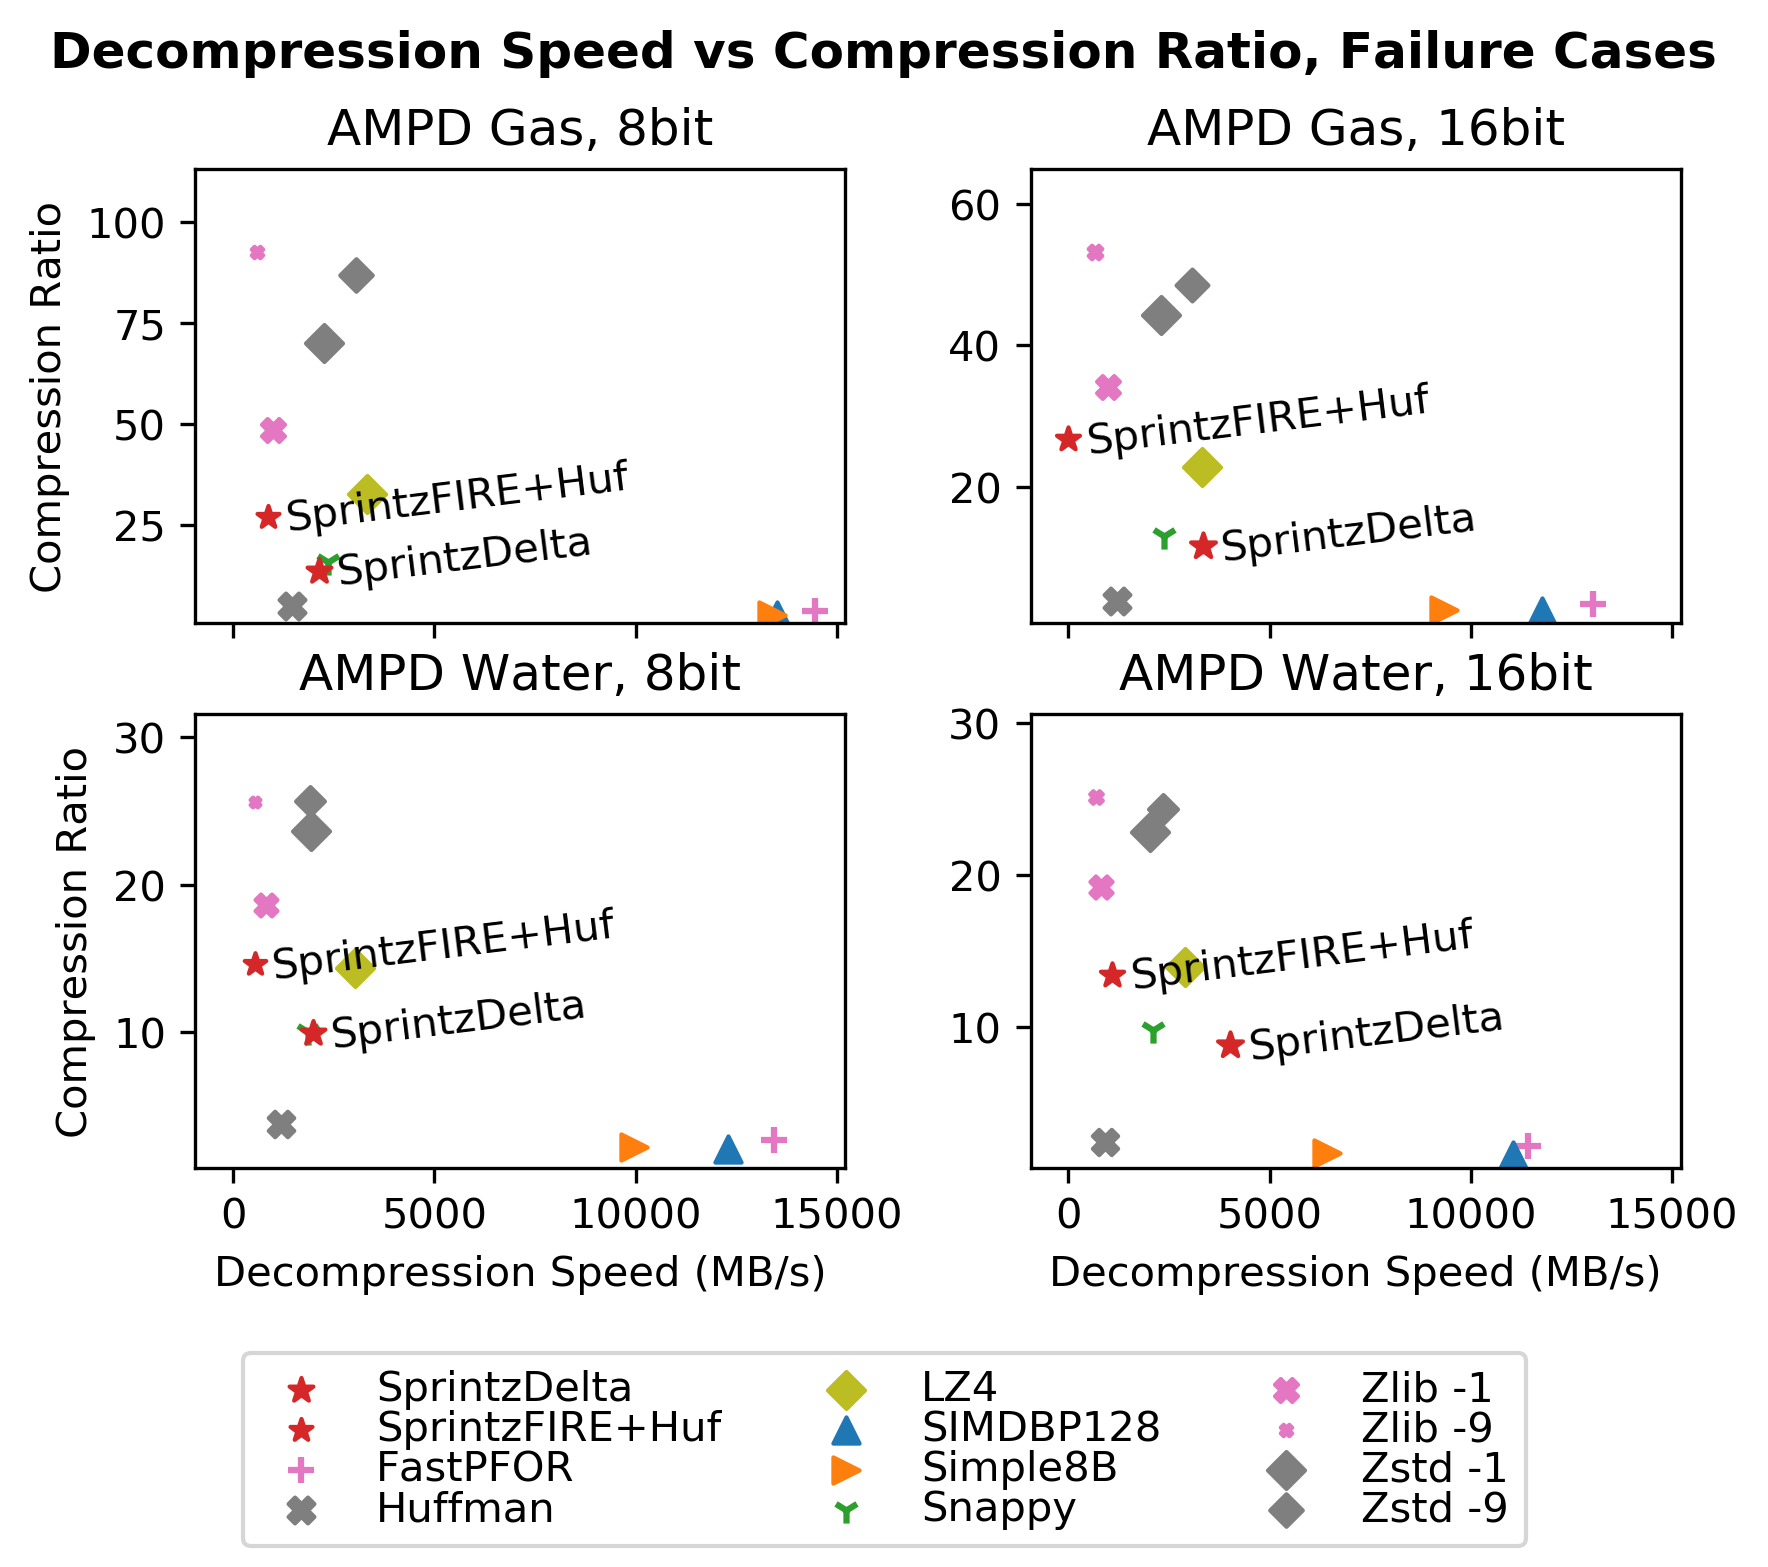 Decompression Speed vs Compression Ratio, Failure Cases
AMPD Gas, 8bit
AMPD Gas, 16bit
Compression Ratio
100
75
50
25
SprintzFIRE+Huf
SprintzDelta
60
40
20
SprintzFIRE+Huf
SprintzDelta
AMPD Water, 8bit
AMPD Water, 16bit
Compression Ratio
30
20
10
SprintzFIRE+Huf
SprintzDelta
0 5000 10000 15000
Decompression Speed (MB/s)
30
20
10
SprintzFIRE+Huf
SprintzDelta
0 5000 10000 15000
Decompression Speed (MB/s)
SprintzDelta
SprintzFIRE+Huf
FastPFOR
Huffman
LZ4
SIMDBP128
Simple8B
Snappy
Zlib -1
Zlib -9
Zstd -1
Zstd -9